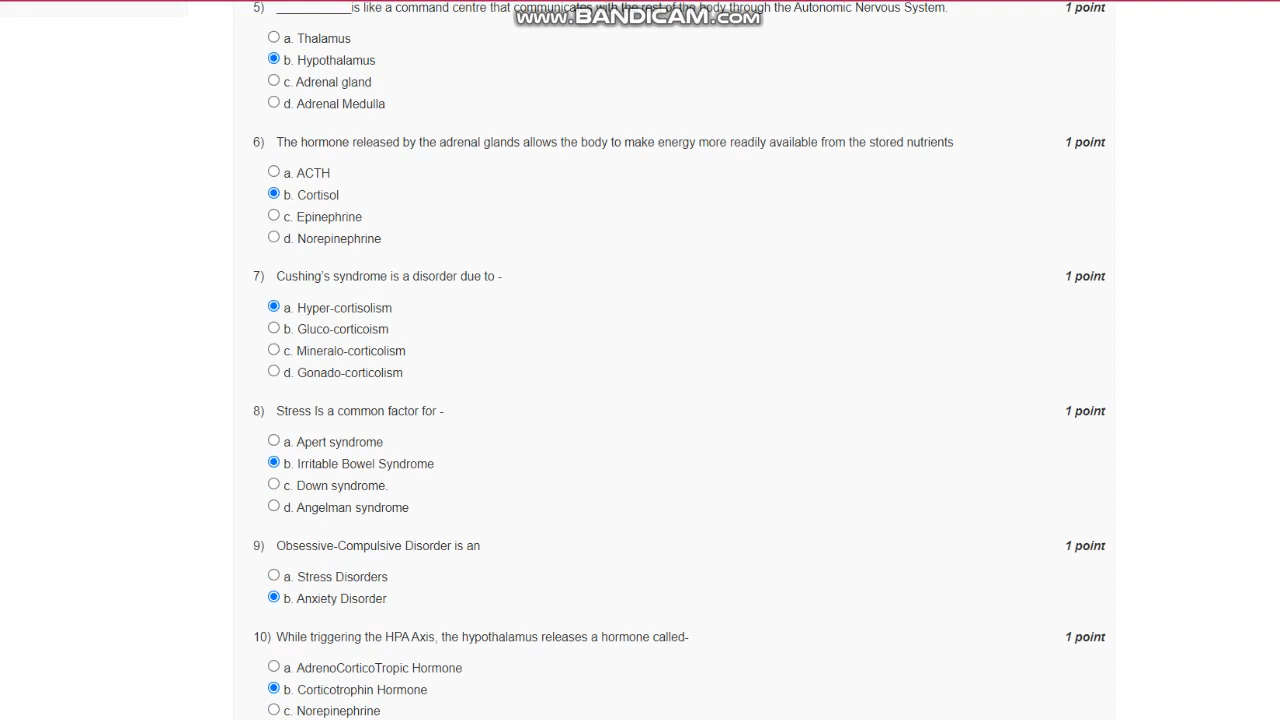 5) ___________is like a command centre that communicates with the rest of the body through the Autonomic Nervous System. 1 point
www.BANDICAM.com
a. Thalamus
b. Hypothalamus
c. Adrenal gland
d. Adrenal Medulla
6) The hormone released by the adrenal glands allows the body to make energy more readily available from the stored nutrients 1 point
a. ACTH
b. Cortisol
c. Epinephrine
d. Norepinephrine
7) Cushing's syndrome is a disorder due to - 1 point
a. Hyper-cortisolism
b. Gluco-corticoism
c. Mineralo-corticolism
d. Gonado-corticolism
8) Stress Is a common factor for - 1 point
a. Apert syndrome
b. Irritable Bowel Syndrome
c. Down syndrome.
d. Angelman syndrome
9) Obsessive-Compulsive Disorder is an 1 point
a. Stress Disorders
b. Anxiety Disorder
10) While triggering the HPA Axis, the hypothalamus releases a hormone called- 1 point
a. AdrenoCorticoTropic Hormone
b. Corticotrophin Hormone
c. Norepinephrine